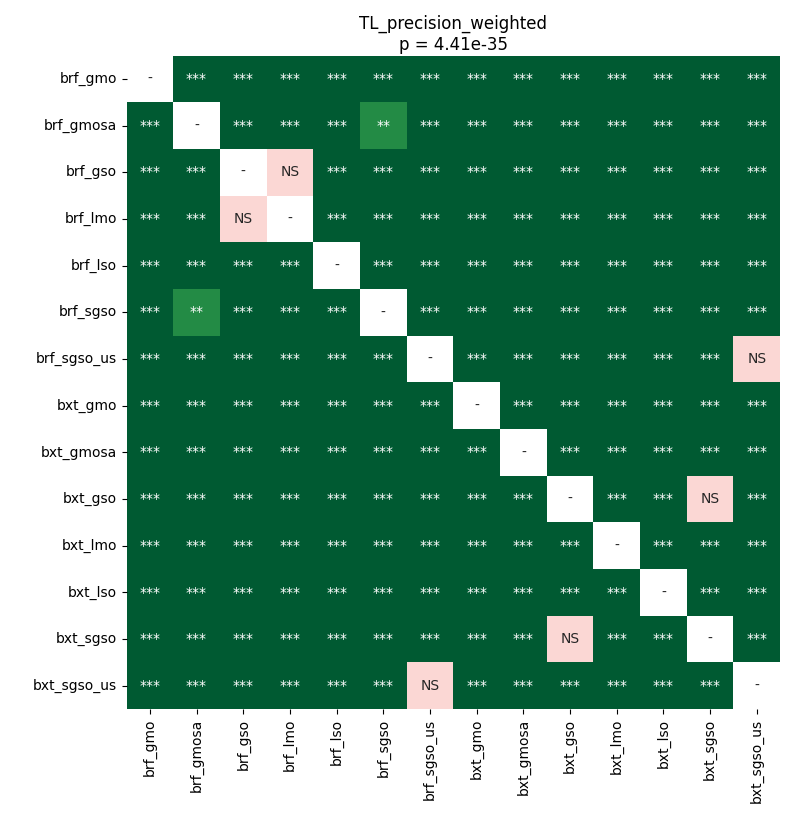 TL_precision_weighted
p = 4.41e-35
brf_gmo - *** *** *** *** *** *** *** *** *** *** *** *** ***
brf_gmosa *** - *** *** *** ** *** *** *** *** *** *** *** ***
brf_gso *** *** - NS *** *** *** *** *** *** *** *** *** ***
brf_lmo *** *** NS - *** *** *** *** *** *** *** *** *** ***
brf_lso *** *** *** *** - *** *** *** *** *** *** *** *** ***
brf_sgso *** ** *** *** *** - *** *** *** *** *** *** *** ***
brf_sgso_us *** *** *** *** *** *** - *** *** *** *** *** *** NS
bxt_gmo *** *** *** *** *** *** *** - *** *** *** *** *** ***
bxt_gmosa *** *** *** *** *** *** *** *** - *** *** *** *** ***
bxt_gso *** *** *** *** *** *** *** *** *** - *** *** NS ***
bxt_lmo *** *** *** *** *** *** *** *** *** *** - *** *** ***
bxt_lso *** *** *** *** *** *** *** *** *** *** *** - *** ***
bxt_sgso *** *** *** *** *** *** *** *** *** NS *** *** - ***
bxt_sgso_us *** *** *** *** *** *** NS *** *** *** *** *** *** -
brf_gmo brf_gmosa brf_gso brf_lmo brf_lso brf_sgso brf_sgso_us bxt_gmo bxt_gmosa bxt_gso bxt_lmo bxt_lso bxt_sgso bxt_sgso_us